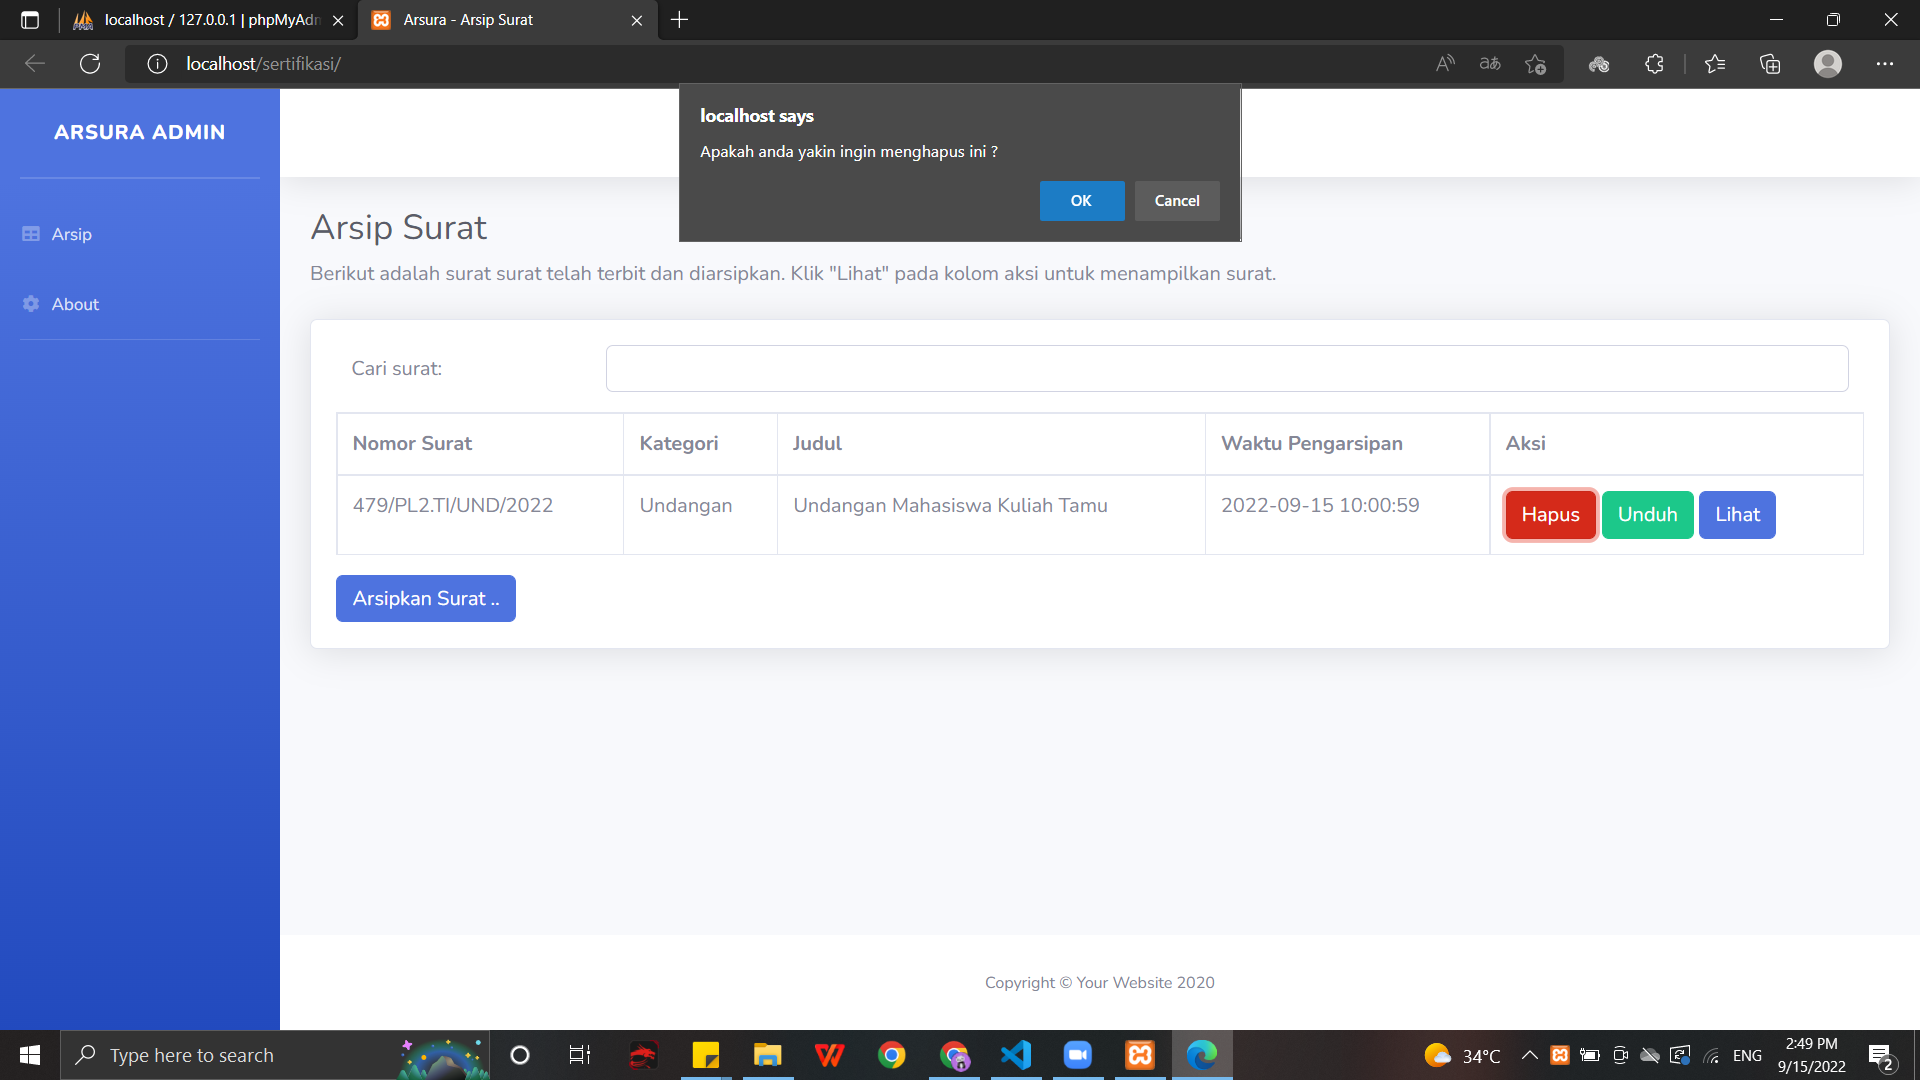 localhost / 127.0.0.1 | phpMyAdm
Arsura - Arsip Surat
localhost/sertifikasi/
localhost says
Apakah anda yakin ingin menghapus ini ?
OK
Cancel
ARSURA ADMIN
Arsip
About
Arsip Surat
Berikut adalah surat surat telah terbit dan diarsipkan. Klik "Lihat" pada kolom aksi untuk menampilkan surat.
Cari surat:
Nomor Surat Kategori Judul Waktu Pengarsipan Aksi
479/PL2.TI/UND/2022 Undangan Undangan Mahasiswa Kuliah Tamu 2022-09-15 10:00:59 Hapus Unduh Lihat
Arsipkan Surat ..
Copyright © Your Website 2020
Type here to search
34°C
ENG
2:49 PM
9/15/2022
2